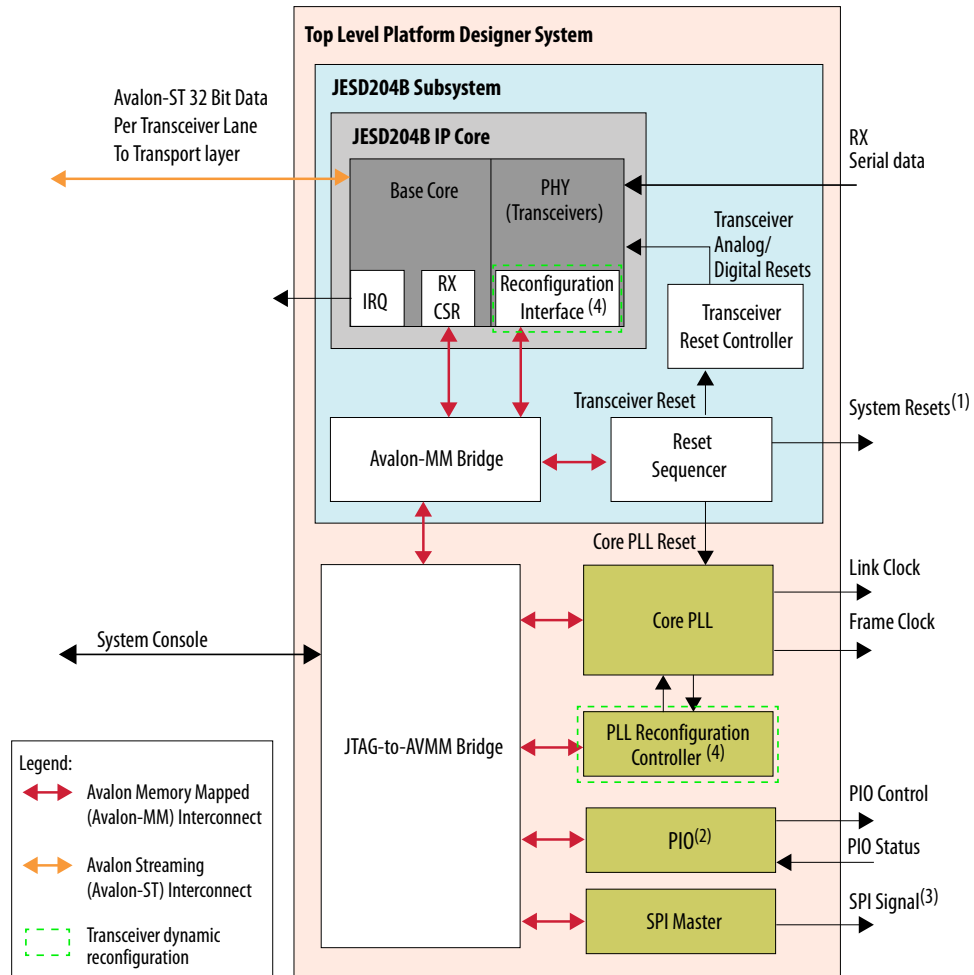 Top Level Platform Designer System
JESD204B Subsystem
Avalon-ST 32 Bit Data
Per Transceiver Lane
To Transport layer
JESD204B IP Core
RX
Serial data
Base Core
PHY
(Transceivers)
Transceiver
Analog/
Digital Resets
IRQ
RX
CSR
Reconfiguration
Interface (4)
Transceiver
Reset Controller
Transceiver Reset
System Resets(1)
Avalon-MM Bridge
Reset
Sequencer
Core PLL Reset
Link Clock
Core PLL
Frame Clock
System Console
JTAG-to-AVMM Bridge
PLL Reconfiguration
Controller (4)
PIO Control
PIO(2)
PIO Status
SPI Signal(3)
SPI Master
Legend:
Avalon Memory Mapped
(Avalon-MM) Interconnect
Avalon Streaming
(Avalon-ST) Interconnect
Transceiver dynamic
reconfiguration